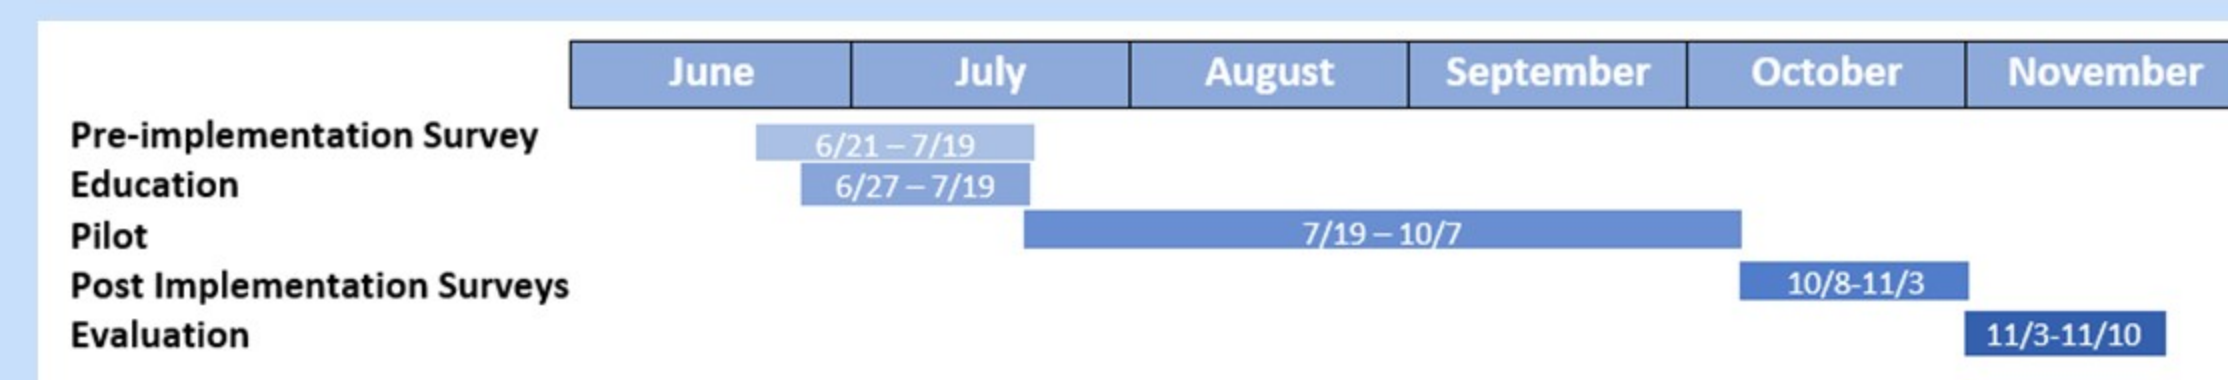 June July August September October November
Pre-implementation Survey 6/21 – 7/19
Education 6/27 – 7/19
Pilot 7/19 – 10/7
Post Implementation Surveys 10/8-11/3
Evaluation 11/3-11/10